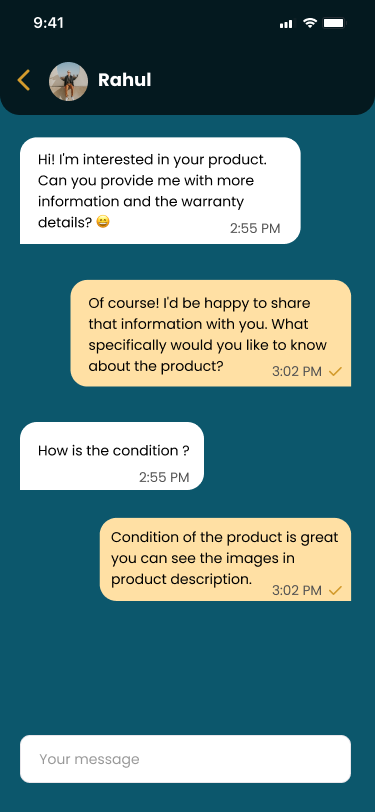 9:41
Rahul
Hi! I'm interested in your product.
Can you provide me with more
information and the warranty
details? 😄
2:55 PM
Of course! I'd be happy to share
that information with you. What
specifically would you like to know
about the product?
3:02 PM
How is the condition ?
2:55 PM
Condition of the product is great
you can see the images in
product description.
3:02 PM
Your message